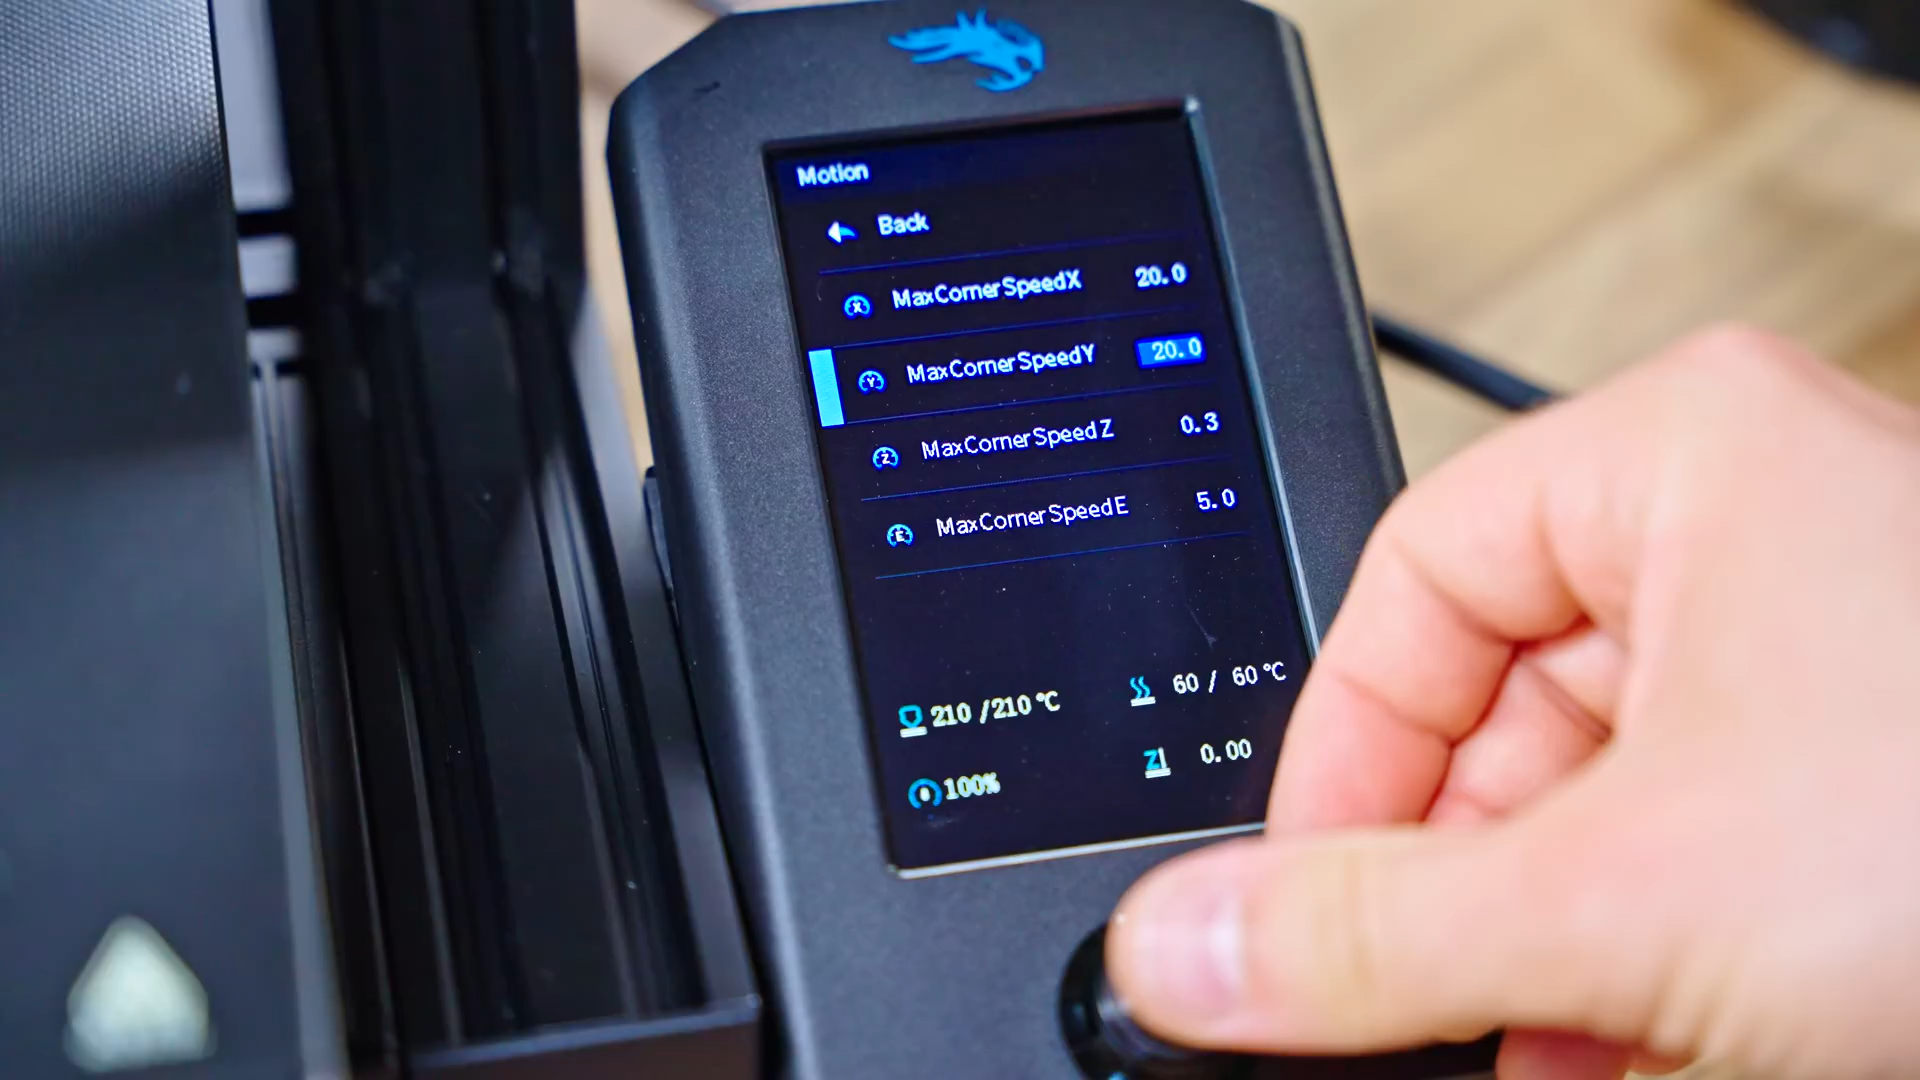 Motion
Back
X MaxCornerSpeedX 20.0
Y MaxCornerSpeedY 20.0
Z MaxCornerSpeedZ 0.3
E MaxCornerSpeedE 5.0
210 /210℃ 60 / 60℃
100% Z 0.00